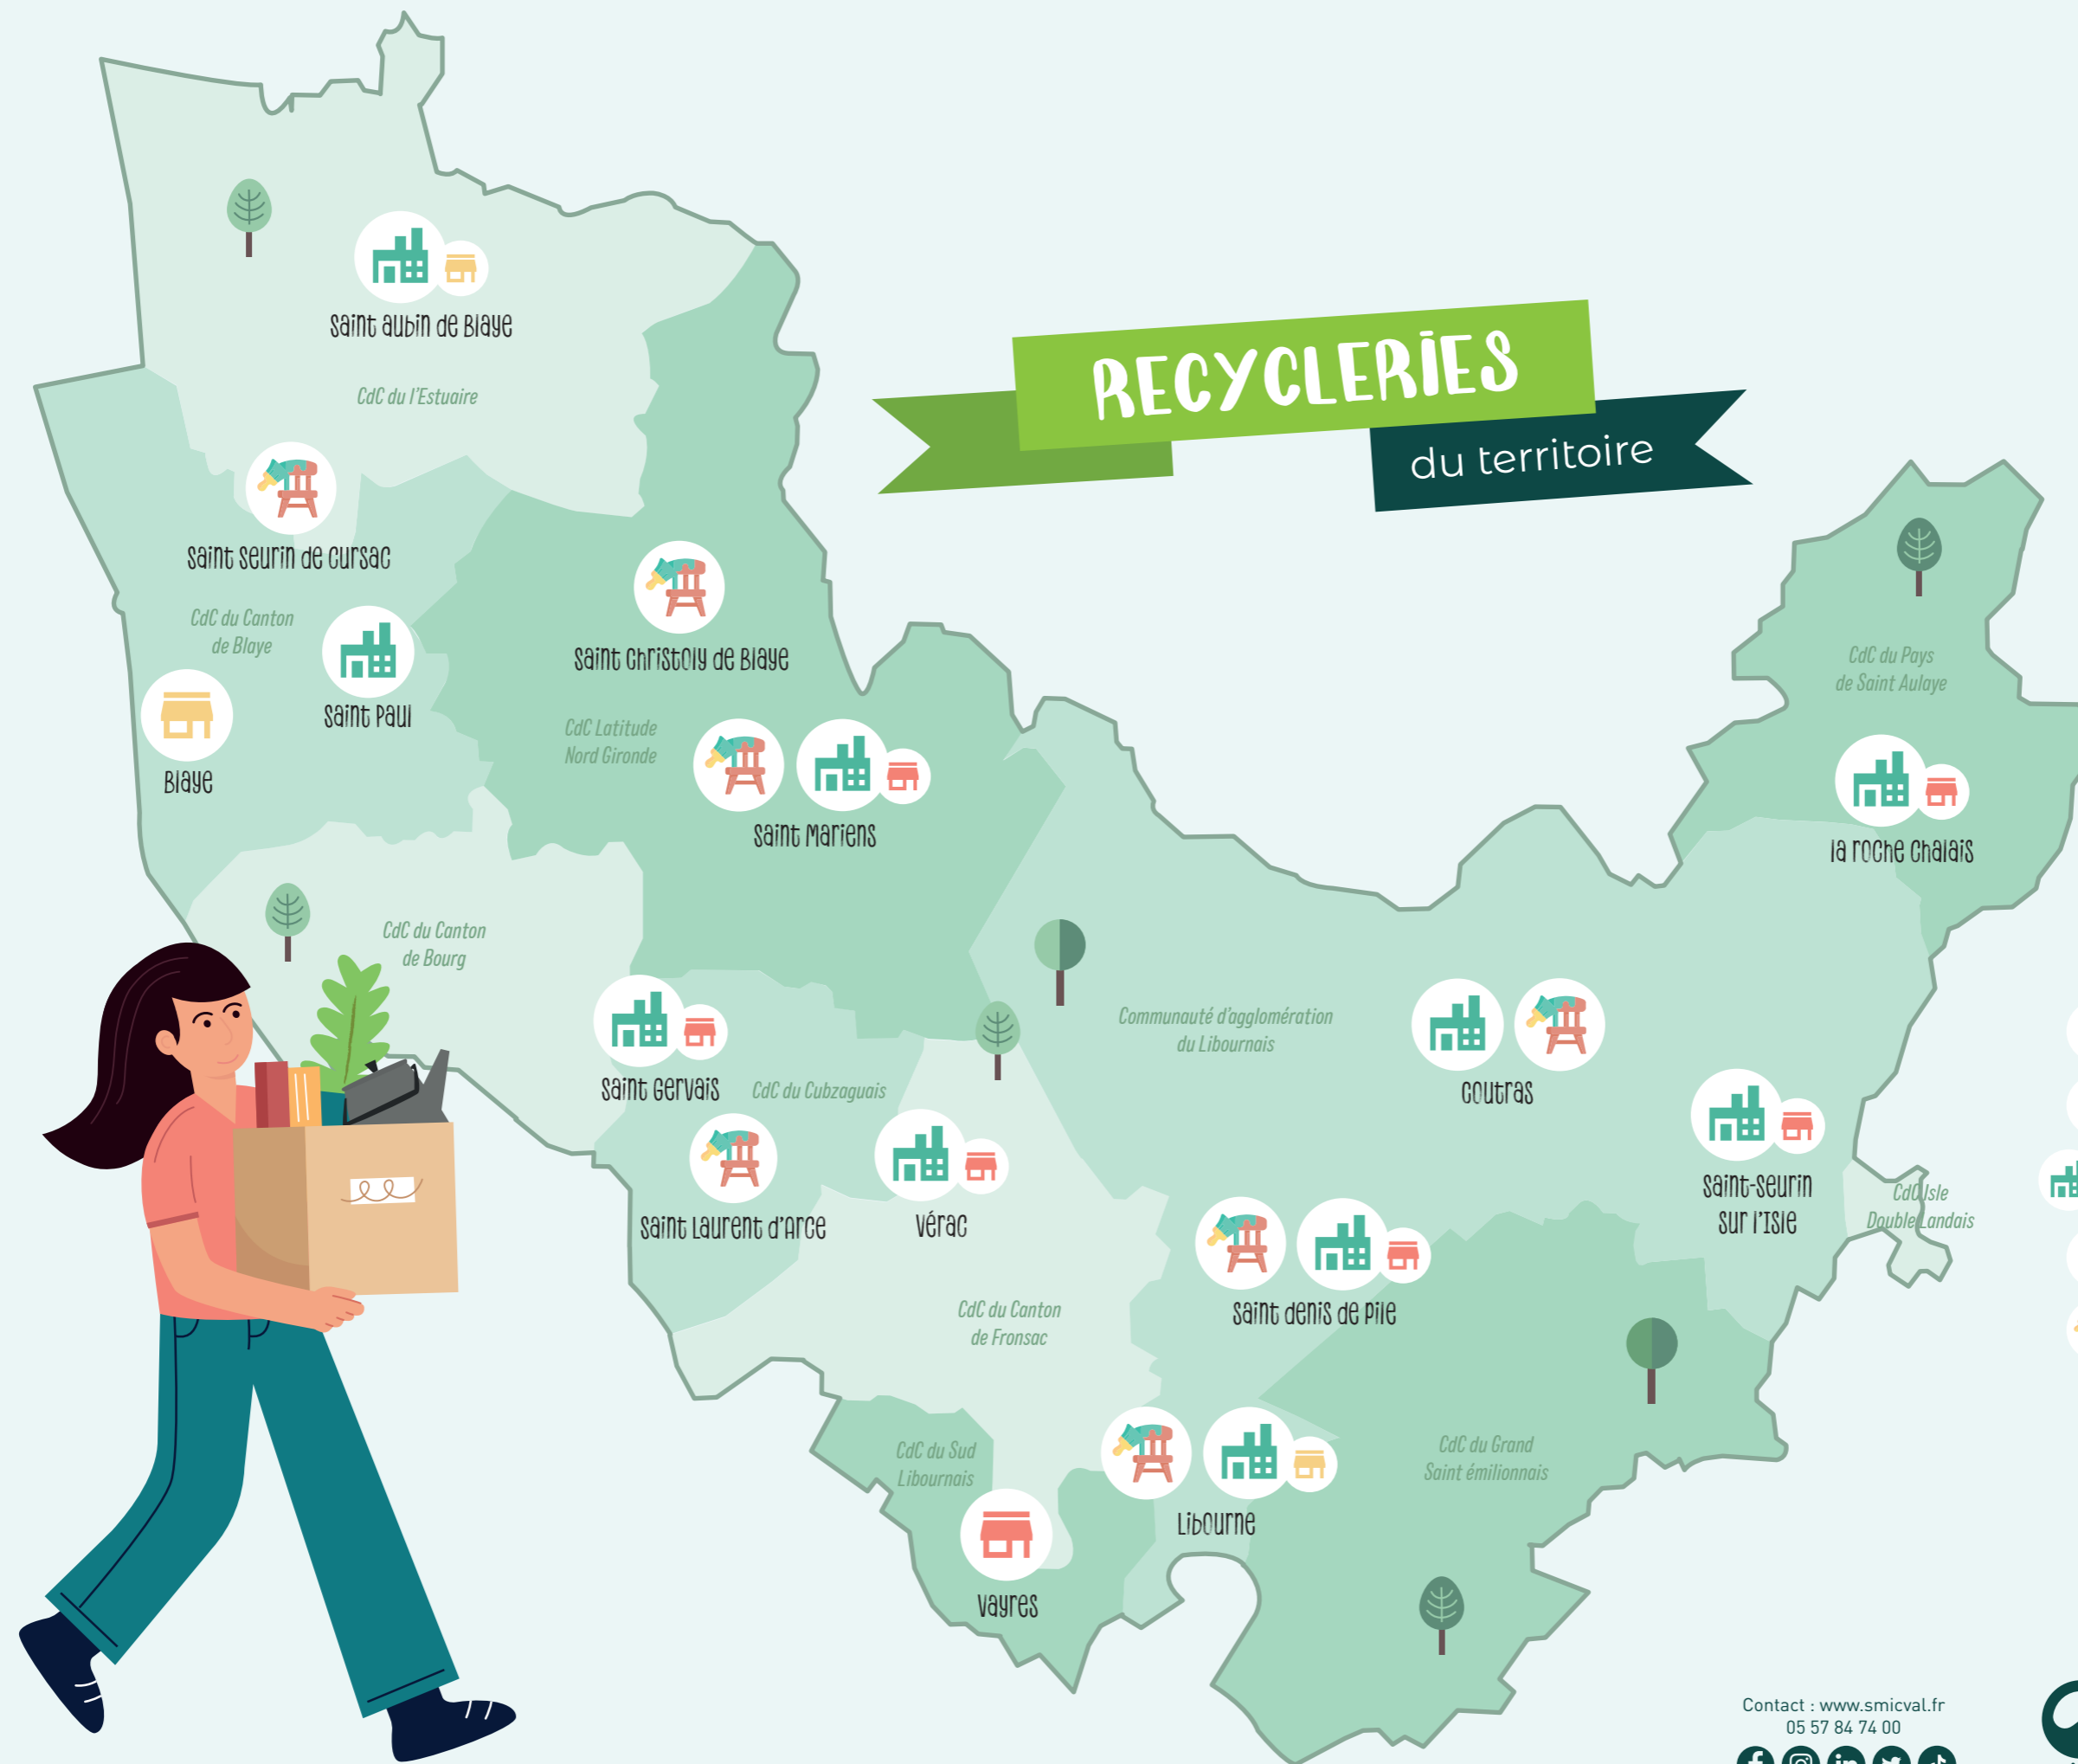 RECYCLERIES
du territoire
Saint aubin de Blaye
CdC du l'Estuaire
Saint Seurin de Cursac
CdC du Canton
de Blaye
Saint Paul
Blaye
Saint Christoly de Blaye
CdC Latitude
Nord Gironde
Saint Mariens
CdC du Pays
de Saint Aulaye
la roche Chalais
CdC du Canton
de Bourg
Saint Gervais
CdC du Cubzaguais
Saint Laurent d'Arce
Vérac
Communauté d'agglomération
du Libournais
Coutras
Saint-Seurin
sur l'Isle
CdC Isle
Double Landais
Saint denis de Pile
CdC du Canton
de Fronsac
CdC du Sud
Libournais
Vayres
Libourne
CdC du Grand
Saint émilionnais
Contact : www.smicval.fr
05 57 84 74 00